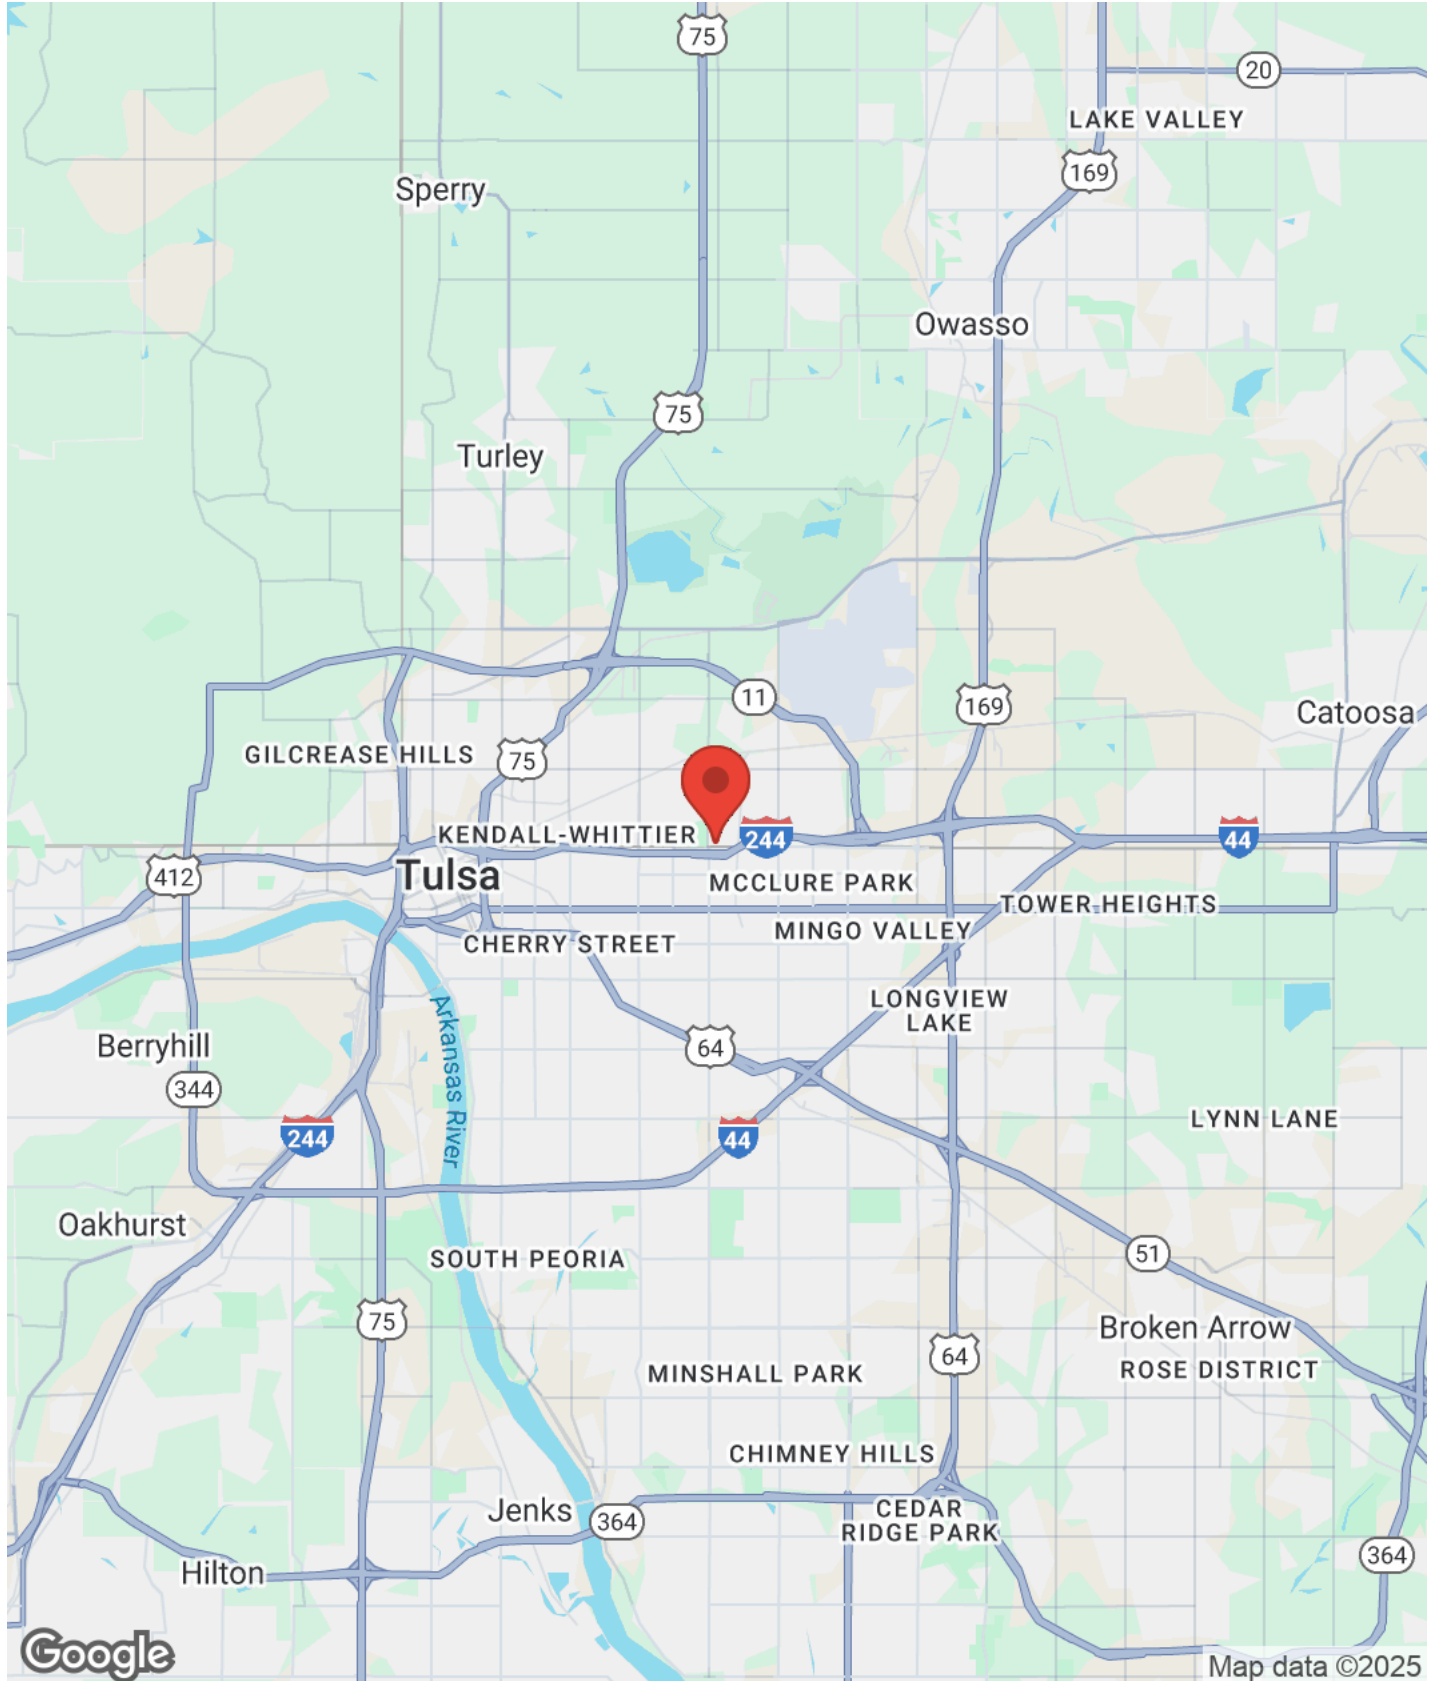 75
20
LAKE VALLEY
169
Sperry
Owasso
75
Turley
11
169
Catoosa
GILCREASE HILLS
75
KENDALL-WHITTIER
244
44
412
Tulsa
MCCLURE PARK
TOWER HEIGHTS
MINGO VALLEY
CHERRY STREET
LONGVIEW
LAKE
Arkansas River
Berryhill
64
344
LYNN LANE
244
44
Oakhurst
51
SOUTH PEORIA
75
Broken Arrow
64
ROSE DISTRICT
MINSHALL PARK
CHIMNEY HILLS
Jenks
364
CEDAR
RIDGE PARK
364
Hilton
Google
Map data ©2025